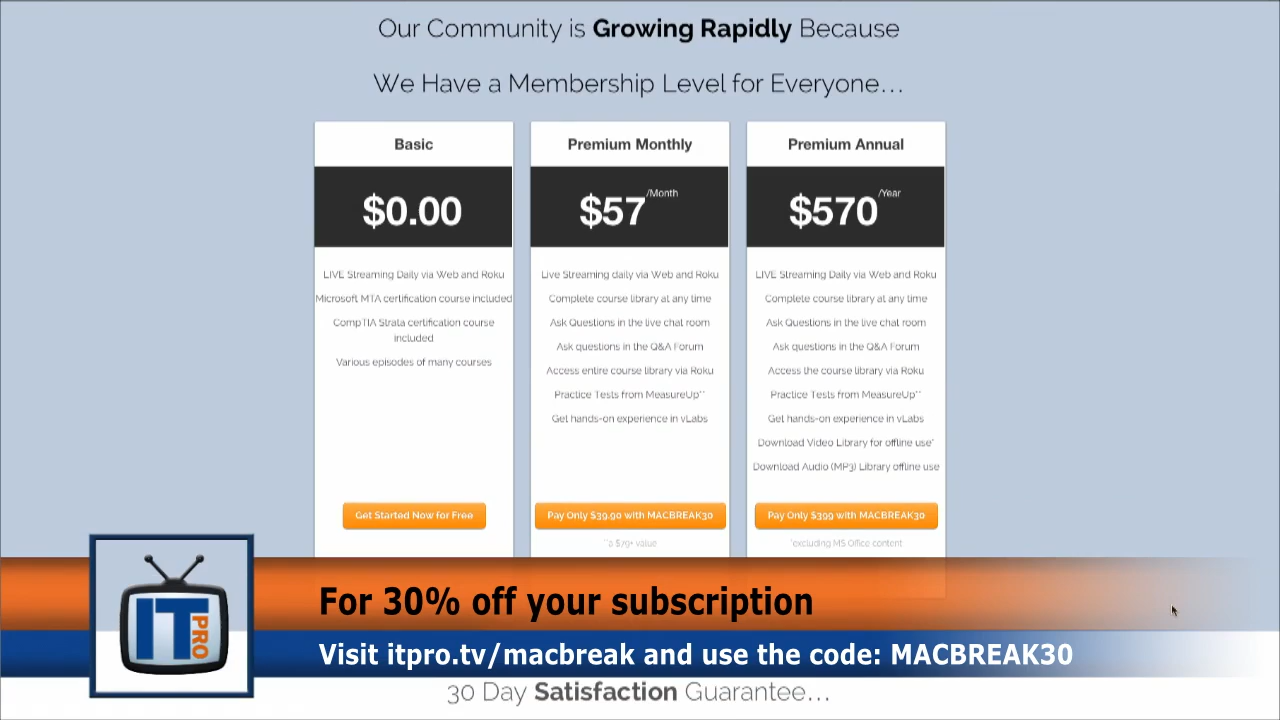 Our Community is Growing Rapidly Because
We Have a Membership Level for Everyone...
Basic
$0.00
LIVE Streaming Daily via Web and Roku
Microsoft MTA certification course included
CompTIA Strata certification course
included
Various episodes of many courses
Get Started Now for Free
Premium Monthly
$57 /Month
Live Streaming daily via Web and Roku
Complete course library at any time
Ask Questions in the live chat room
Ask questions in the Q&A Forum
Access entire course library via Roku
Practice Tests from MeasureUp**
Get hands-on experience in vLabs
Pay Only $39.90 with MACBREAK30
**a $79+ value
Premium Annual
$570 /Year
LIVE Streaming Daily via Web and Roku
Complete course library at any time
Ask Questions in the live chat room
Ask questions in the Q&A Forum
Access the course library via Roku
Practice Tests from MeasureUp**
Get hands-on experience in vLabs
Download Video Library for offline use*
Download Audio (MP3) Library offline use
Pay Only $399 with MACBREAK30
*excluding MS Office content
IT PRO
For 30% off your subscription
Visit itpro.tv/macbreak and use the code: MACBREAK30
30 Day Satisfaction Guarantee...